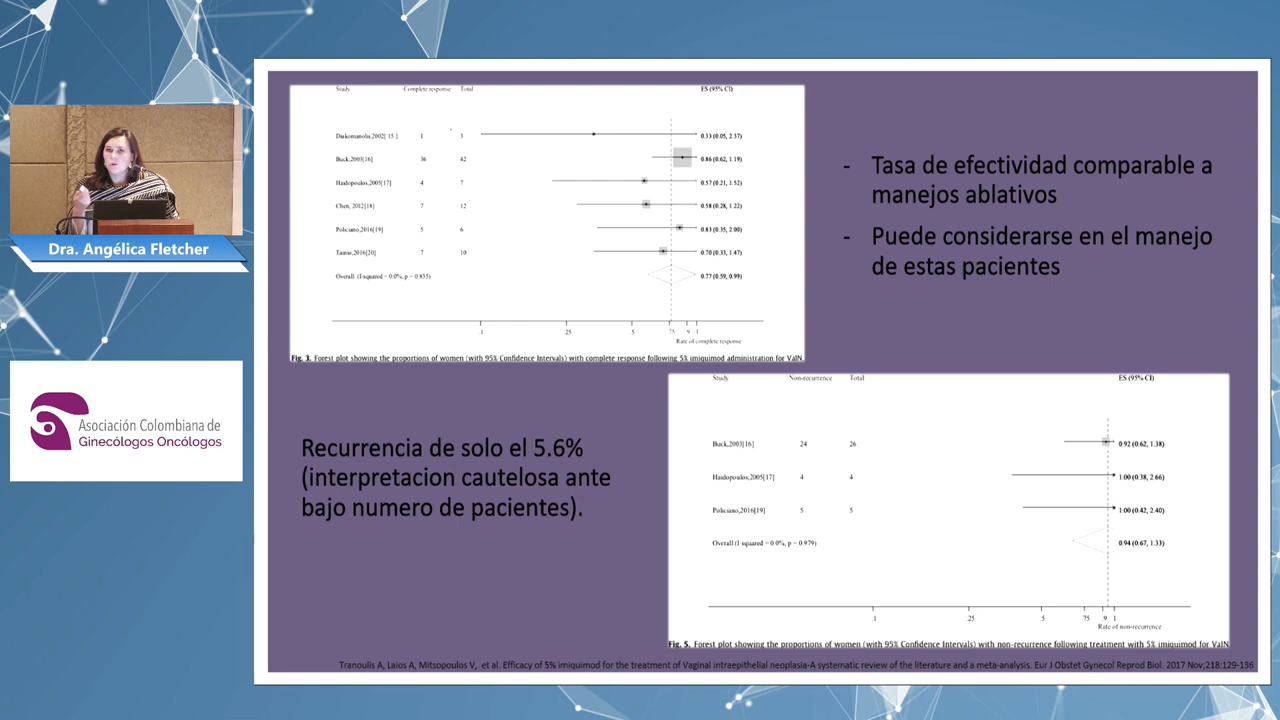 Study Complete response Total ES (95% CI)
Diakomanolis,2002[ 15 ] 1 3 0.33 (0.05, 2.37)
Buck,2003[16] 36 42 0.86 (0.62, 1.19)
Haidopoulos,2005[17] 4 7 0.57 (0.21, 1.52)
Chen, 2012[18] 7 12 0.58 (0.28, 1.22)
Policiano,2016[19] 5 6 0.83 (0.35, 2.00)
7 10 0.70 (0.33, 1.47)
Overall (I-squared = 0.0%, p = 0.835) 0.77 (0.59, 0.99)
.1 .25 .5 .75 .9 1
Rate of complete response
Fig. 3. Forest plot showing the proportions of women (with 95% Confidence Intervals) with complete response following 5% imiquimod administration for VaIN.
- Tasa de efectividad comparable a
manejos ablativos
- Puede considerarse en el manejo
de estas pacientes
Dra. Angélica Fletcher
Asociación Colombiana de
Ginecólogos Oncólogos
Recurrencia de solo el 5.6%
(interpretacion cautelosa ante
bajo numero de pacientes).
Study Non-recurrence Total ES (95% CI)
Buck,2003[16] 24 26 0.92 (0.62, 1.38)
Haidopoulos,2005[17] 4 4 1.00 (0.38, 2.66)
Policiano,2016[19] 5 5 1.00 (0.42, 2.40)
Overall (I-squared = 0.0%, p = 0.979) 0.94 (0.67, 1.33)
.1 .25 .5 .75 .9 1
Rate of non-recurrence
Fig. 5. Forest plot showing the proportions of women (with 95% Confidence Intervals) with non-recurrence following treatment with 5% imiquimod for VaIN
Tranoulis A, Laios A, Mitsopoulos V, et al. Efficacy of 5% imiquimod for the treatment of Vaginal intraepithelial neoplasia-A systematic review of the literature and a meta-analysis. Eur J Obstet Gynecol Reprod Biol. 2017 Nov;218:129-136